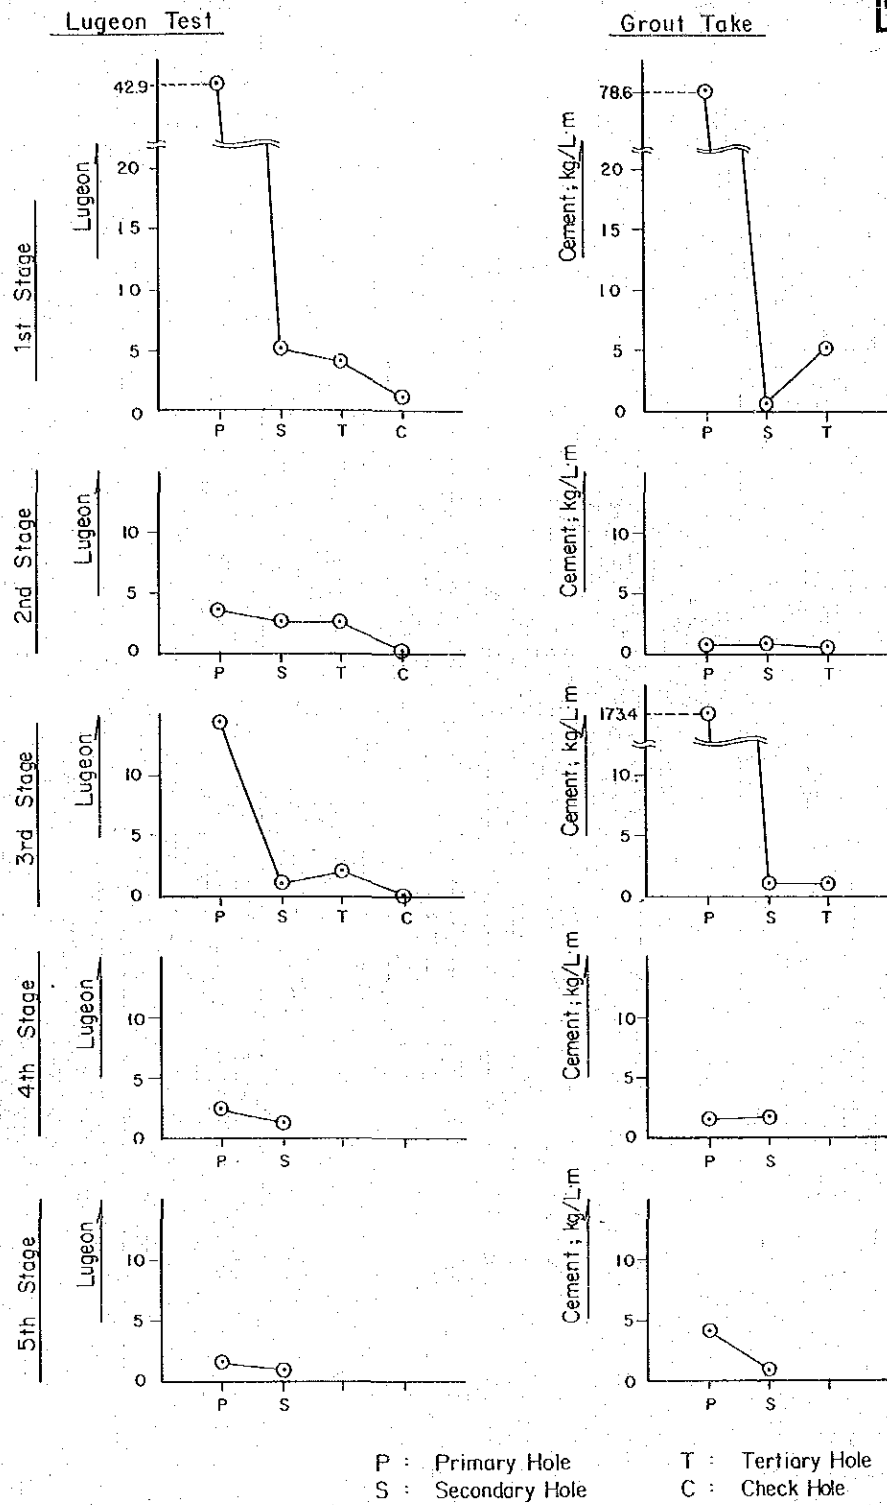 Lugeon Test
Grout Take
1st Stage
Lugeon
42.9
20
15
10
5
0
P S T C
Cement; kg/L·m
78.6
20
15
10
5
0
P S T
2nd Stage
Lugeon
10
5
0
P S T C
Cement; kg/L·m
10
5
0
P S T
3rd Stage
Lugeon
10
5
0
P S T C
Cement; kg/L·m
173.4
10
5
0
P S T
4th Stage
Lugeon
10
5
0
P S
Cement; kg/L·m
10
5
0
P S
5th Stage
Lugeon
10
5
0
P S
Cement; kg/L·m
10
5
0
P S
P : Primary Hole T : Tertiary Hole
S : Secondary Hole C : Check Hole